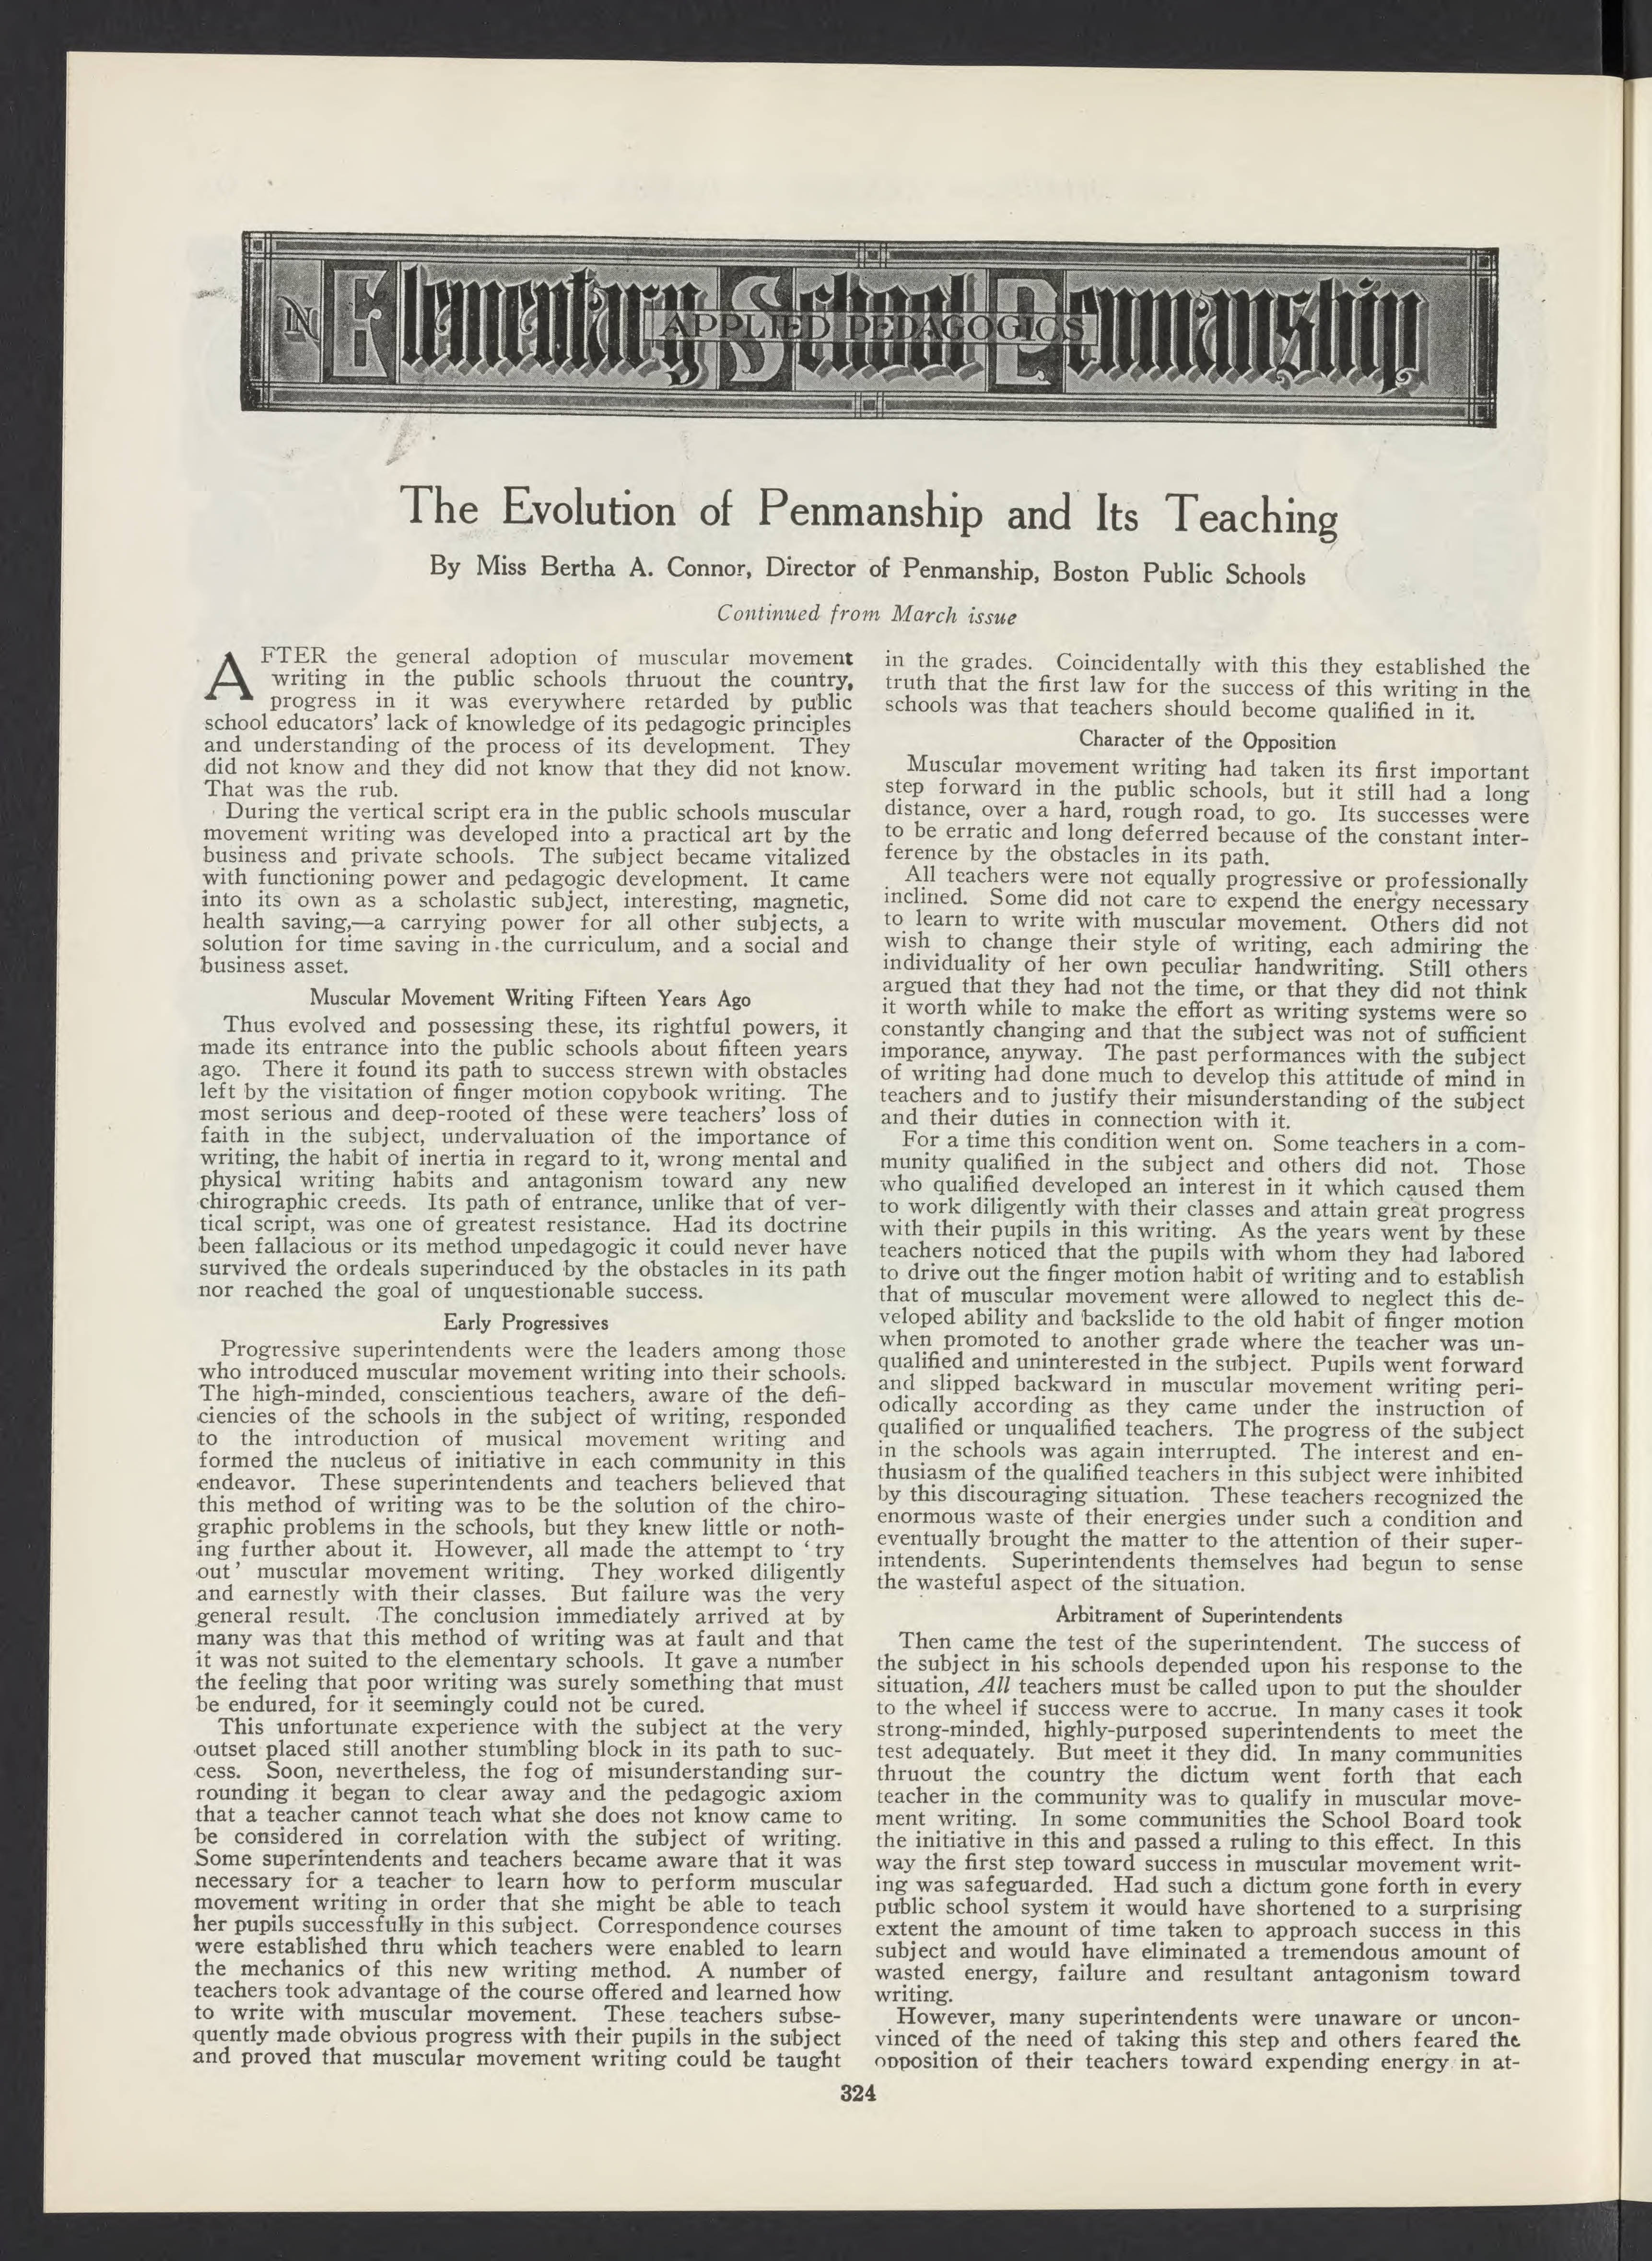 IN Elementary School Penmanship
APPLIED PEDAGOGICS
The Evolution of Penmanship and Its Teaching
By Miss Bertha A. Connor, Director of Penmanship, Boston Public Schools
Continued from March issue
AFTER the general adoption of muscular movement
writing in the public schools thruout the country,
progress in it was everywhere retarded by public
school educators' lack of knowledge of its pedagogic principles
and understanding of the process of its development. They
did not know and they did not know that they did not know.
That was the rub.
During the vertical script era in the public schools muscular
movement writing was developed into a practical art by the
business and private schools. The subject became vitalized
with functioning power and pedagogic development. It came
into its own as a scholastic subject, interesting, magnetic,
health saving,—a carrying power for all other subjects, a
solution for time saving in the curriculum, and a social and
business asset.
Muscular Movement Writing Fifteen Years Ago
Thus evolved and possessing these, its rightful powers, it
made its entrance into the public schools about fifteen years
ago. There it found its path to success strewn with obstacles
left by the visitation of finger motion copybook writing. The
most serious and deep-rooted of these were teachers' loss of
faith in the subject, undervaluation of the importance of
writing, the habit of inertia in regard to it, wrong mental and
physical writing habits and antagonism toward any new
chirographic creeds. Its path of entrance, unlike that of ver-
tical script, was one of greatest resistance. Had its doctrine
been fallacious or its method unpedagogic it could never have
survived the ordeals superinduced by the obstacles in its path
nor reached the goal of unquestionable success.
Early Progressives
Progressive superintendents were the leaders among those
who introduced muscular movement writing into their schools.
The high-minded, conscientious teachers, aware of the defi-
ciencies of the schools in the subject of writing, responded
to the introduction of musical movement writing and
formed the nucleus of initiative in each community in this
endeavor. These superintendents and teachers believed that
this method of writing was to be the solution of the chiro-
graphic problems in the schools, but they knew little or noth-
ing further about it. However, all made the attempt to 'try
out' muscular movement writing. They worked diligently
and earnestly with their classes. But failure was the very
general result. The conclusion immediately arrived at by
many was that this method of writing was at fault and that
it was not suited to the elementary schools. It gave a number
the feeling that poor writing was surely something that must
be endured, for it seemingly could not be cured.
This unfortunate experience with the subject at the very
outset placed still another stumbling block in its path to suc-
cess. Soon, nevertheless, the fog of misunderstanding sur-
rounding it began to clear away and the pedagogic axiom
that a teacher cannot teach what she does not know came to
be considered in correlation with the subject of writing.
Some superintendents and teachers became aware that it was
necessary for a teacher to learn how to perform muscular
movement writing in order that she might be able to teach
her pupils successfully in this subject. Correspondence courses
were established thru which teachers were enabled to learn
the mechanics of this new writing method. A number of
teachers took advantage of the course offered and learned how
to write with muscular movement. These teachers subse-
quently made obvious progress with their pupils in the subject
and proved that muscular movement writing could be taught
in the grades. Coincidentally with this they established the
truth that the first law for the success of this writing in the
schools was that teachers should become qualified in it.
Character of the Opposition
Muscular movement writing had taken its first important
step forward in the public schools, but it still had a long
distance, over a hard, rough road, to go. Its successes were
to be erratic and long deferred because of the constant inter-
ference by the obstacles in its path.
All teachers were not equally progressive or professionally
inclined. Some did not care to expend the energy necessary
to learn to write with muscular movement. Others did not
wish to change their style of writing, each admiring the
individuality of her own peculiar handwriting. Still others
argued that they had not the time, or that they did not think
it worth while to make the effort as writing systems were so
constantly changing and that the subject was not of sufficient
imporance, anyway. The past performances with the subject
of writing had done much to develop this attitude of mind in
teachers and to justify their misunderstanding of the subject
and their duties in connection with it.
For a time this condition went on. Some teachers in a com-
munity qualified in the subject and others did not. Those
who qualified developed an interest in it which caused them
to work diligently with their classes and attain great progress
with their pupils in this writing. As the years went by these
teachers noticed that the pupils with whom they had labored
to drive out the finger motion habit of writing and to establish
that of muscular movement were allowed to neglect this de-
veloped ability and backslide to the old habit of finger motion
when promoted to another grade where the teacher was un-
qualified and uninterested in the subject. Pupils went forward
and slipped backward in muscular movement writing peri-
odically according as they came under the instruction of
qualified or unqualified teachers. The progress of the subject
in the schools was again interrupted. The interest and en-
thusiasm of the qualified teachers in this subject were inhibited
by this discouraging situation. These teachers recognized the
enormous waste of their energies under such a condition and
eventually brought the matter to the attention of their super-
intendents. Superintendents themselves had begun to sense
the wasteful aspect of the situation.
Arbitrament of Superintendents
Then came the test of the superintendent. The success of
the subject in his schools depended upon his response to the
situation, All teachers must be called upon to put the shoulder
to the wheel if success were to accrue. In many cases it took
strong-minded, highly-purposed superintendents to meet the
test adequately. But meet it they did. In many communities
thruout the country the dictum went forth that each
teacher in the community was to qualify in muscular move-
ment writing. In some communities the School Board took
the initiative in this and passed a ruling to this effect. In this
way the first step toward success in muscular movement writ-
ing was safeguarded. Had such a dictum gone forth in every
public school system it would have shortened to a surprising
extent the amount of time taken to approach success in this
subject and would have eliminated a tremendous amount of
wasted energy, failure and resultant antagonism toward
writing.
However, many superintendents were unaware or uncon-
vinced of the need of taking this step and others feared the
opposition of their teachers toward expending energy in at-
324